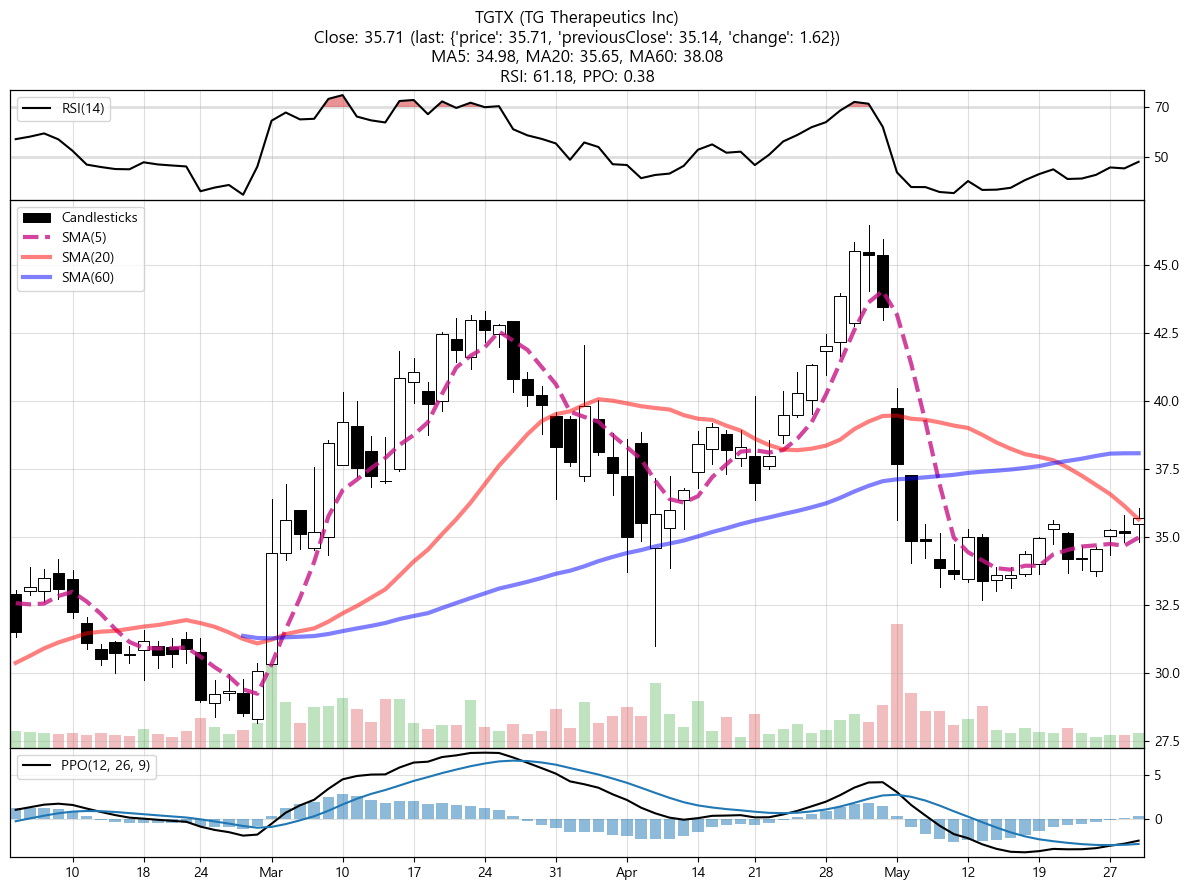 TGTX (TG Therapeutics Inc)
Close: 35.71 (last: {'price': 35.71, 'previousClose': 35.14, 'change': 1.62})
MA5: 34.98, MA20: 35.65, MA60: 38.08
RSI: 61.18, PPO: 0.38
RSI(14)
70
50
Candlesticks
SMA(5)
SMA(20)
SMA(60)
45.0
42.5
40.0
37.5
35.0
32.5
30.0
27.5
PPO(12, 26, 9)
5
0
10 18 24 Mar 10 17 24 31 Apr 14 21 28 May 12 19 27